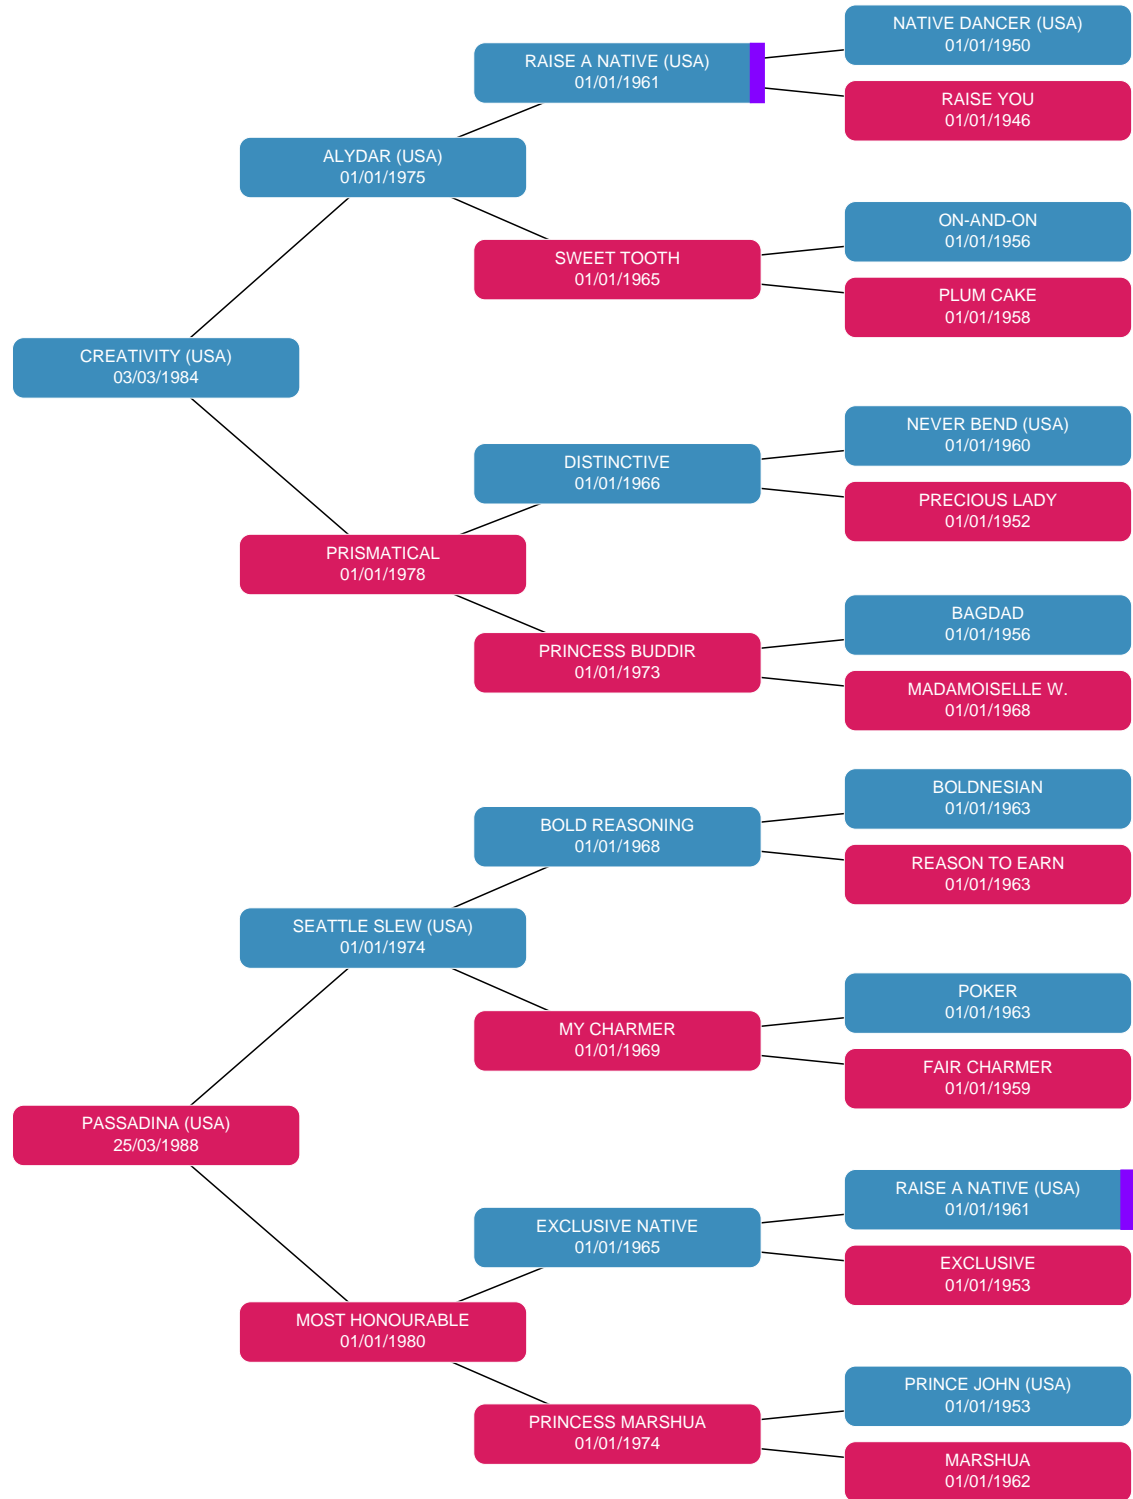 NATIVE DANCER (USA)
01/01/1950
RAISE A NATIVE (USA)
01/01/1961
RAISE YOU
01/01/1946
ALYDAR (USA)
01/01/1975
ON-AND-ON
01/01/1956
SWEET TOOTH
01/01/1965
PLUM CAKE
01/01/1958
CREATIVITY (USA)
03/03/1984
NEVER BEND (USA)
01/01/1960
DISTINCTIVE
01/01/1966
PRECIOUS LADY
01/01/1952
PRISMATICAL
01/01/1978
BAGDAD
01/01/1956
PRINCESS BUDDIR
01/01/1973
MADAMOISELLE W.
01/01/1968
BOLDNESIAN
01/01/1963
BOLD REASONING
01/01/1968
REASON TO EARN
01/01/1963
SEATTLE SLEW (USA)
01/01/1974
POKER
01/01/1963
MY CHARMER
01/01/1969
FAIR CHARMER
01/01/1959
PASSADINA (USA)
25/03/1988
RAISE A NATIVE (USA)
01/01/1961
EXCLUSIVE NATIVE
01/01/1965
EXCLUSIVE
01/01/1953
MOST HONOURABLE
01/01/1980
PRINCE JOHN (USA)
01/01/1953
PRINCESS MARSHUA
01/01/1974
MARSHUA
01/01/1962